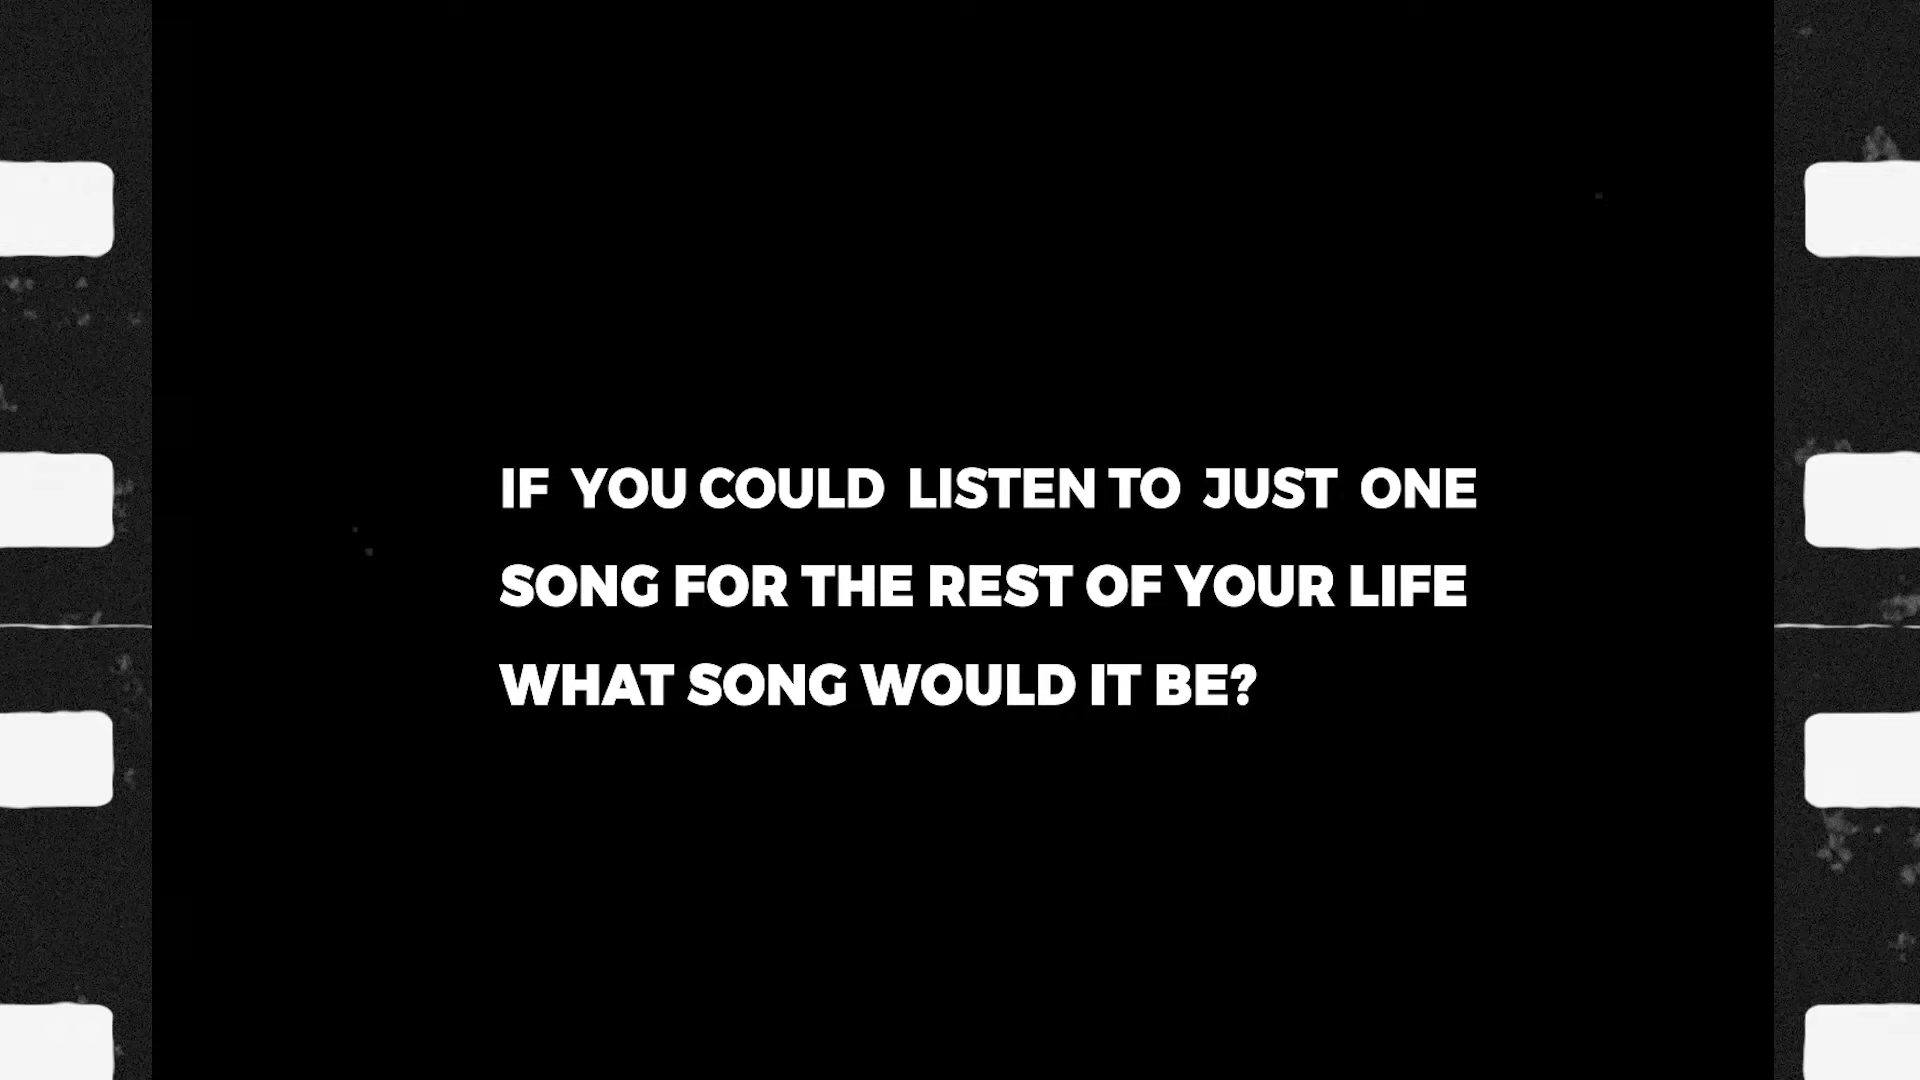 IF YOU COULD LISTEN TO JUST ONE
SONG FOR THE REST OF YOUR LIFE
WHAT SONG WOULD IT BE?